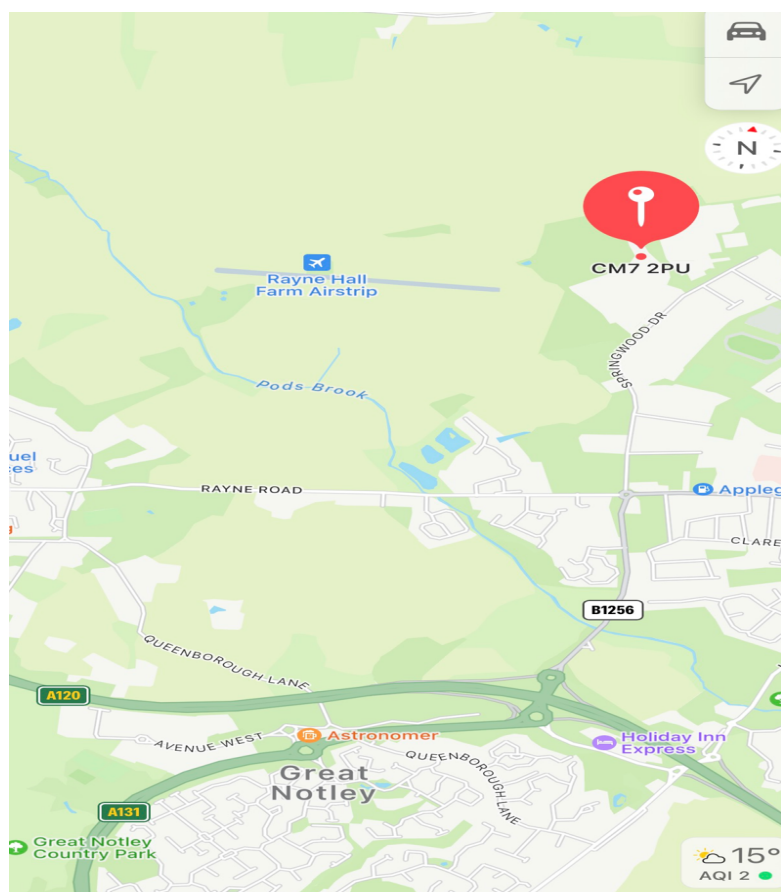 N
CM7 2PU
Rayne Hall
Farm Airstrip
SPRINGWOOD DR
Pods Brook
uel
ces
RAYNE ROAD
Appleg
g
CLARE
B1256
QUEENBOROUGH LANE
A120
AVENUE WEST
Astronomer
Holiday Inn
Express
QUEENBOROUGH LANE
Great
Notley
A131
Great Notley
Country Park
15°
AQI 2